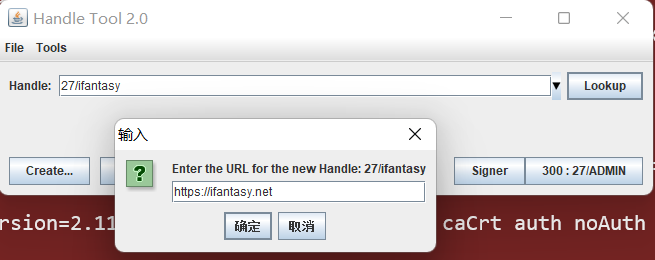 Handle Tool 2.0
File Tools
Handle: 27/ifantasy Lookup
输入
Enter the URL for the new Handle: 27/ifantasy
https://ifantasy.net
确定 取消
Create... Signer 300 : 27/ADMIN
rsion=2.11 caCrt auth noAuth